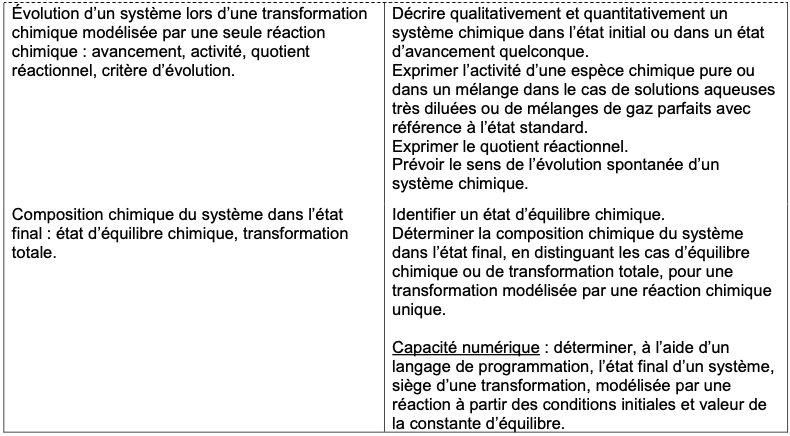 Évolution d’un système lors d’une transformation
chimique modélisée par une seule réaction
chimique : avancement, activité, quotient
réactionnel, critère d’évolution.
Décrire qualitativement et quantitativement un
système chimique dans l’état initial ou dans un état
d’avancement quelconque.
Exprimer l’activité d’une espèce chimique pure ou
dans un mélange dans le cas de solutions aqueuses
très diluées ou de mélanges de gaz parfaits avec
référence à l’état standard.
Exprimer le quotient réactionnel.
Prévoir le sens de l’évolution spontanée d’un
système chimique.
Composition chimique du système dans l’état
final : état d’équilibre chimique, transformation
totale.
Identifier un état d’équilibre chimique.
Déterminer la composition chimique du système
dans l’état final, en distinguant les cas d’équilibre
chimique ou de transformation totale, pour une
transformation modélisée par une réaction chimique
unique.
Capacité numérique : déterminer, à l’aide d’un
langage de programmation, l’état final d’un système,
siège d’une transformation, modélisée par une
réaction à partir des conditions initiales et valeur de
la constante d’équilibre.